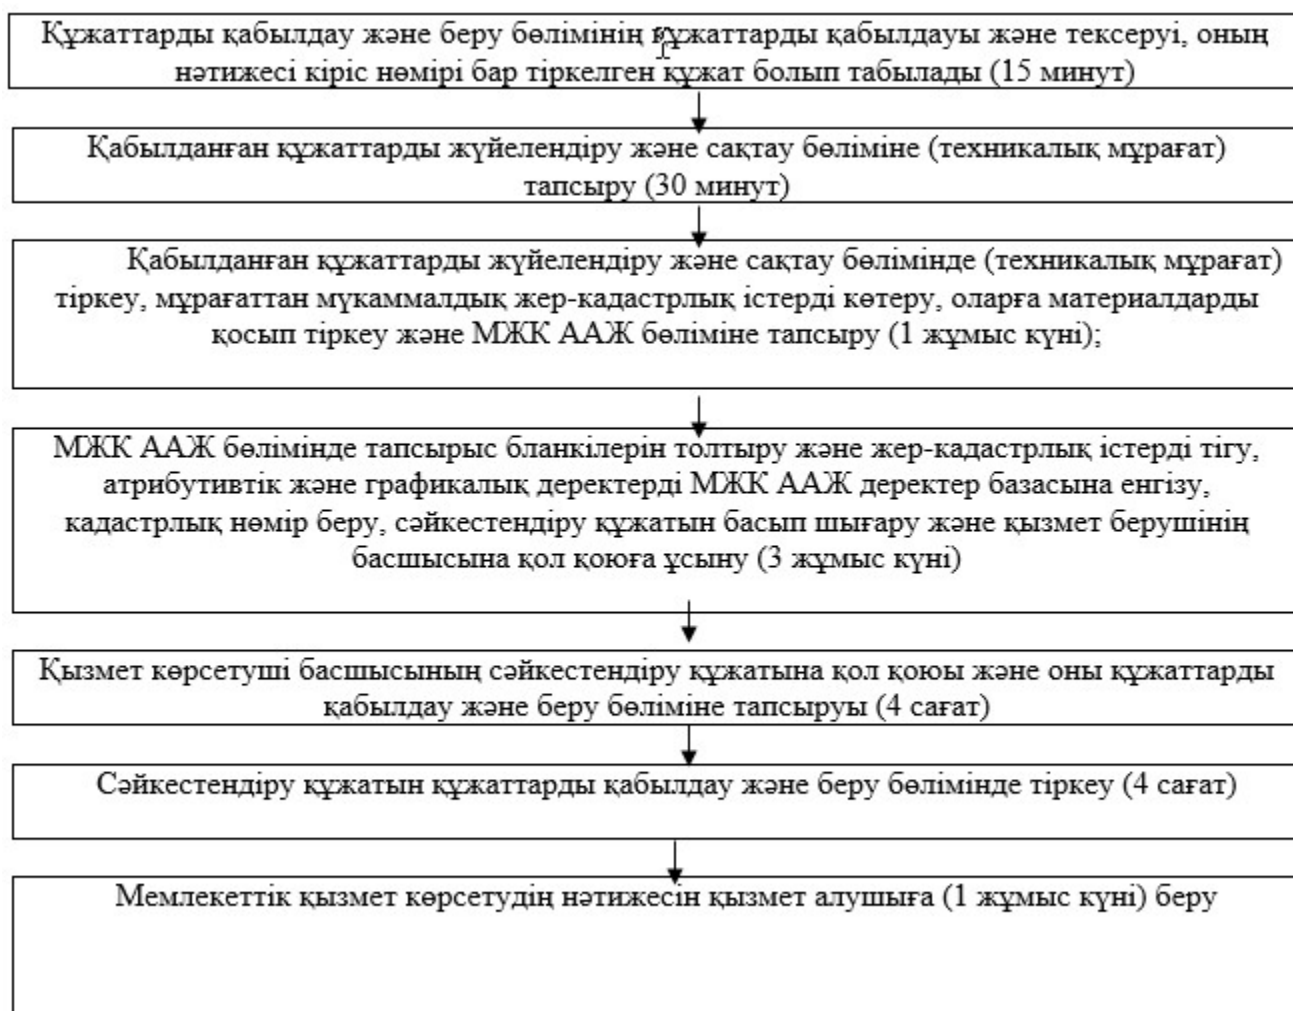 Құжаттарды қабылдау және беру бөлімінің құжаттарды қабылдауы және тексеруі, оның
нәтижесі кіріс нөмірі бар тіркелген құжат болып табылады (15 минут)
Қабылданған құжаттарды жүйелендіру және сақтау бөліміне (техникалық мұрағат)
тапсыру (30 минут)
Қабылданған құжаттарды жүйелендіру және сақтау бөлімінде (техникалық мұрағат)
тіркеу, мұрағаттан мүкаммалдық жер-кадастрлық істерді көтеру, оларға материалдарды
қосып тіркеу және МЖК ААЖ бөліміне тапсыру (1 жұмыс күні);
МЖК ААЖ бөлімінде тапсырыс бланкілерін толтыру және жер-кадастрлық істерді тігу,
атрибутивтік және графикалық деректерді МЖК ААЖ деректер базасына енгізу,
кадастрлық нөмір беру, сәйкестендіру құжатын басып шығару және қызмет берушінің
басшысына қол қоюға ұсыну (3 жұмыс күні)
Қызмет көрсетуші басшысының сәйкестендіру құжатына қол қоюы және оны құжаттарды
қабылдау және беру бөліміне тапсыруы (4 сағат)
Сәйкестендіру құжатын құжаттарды қабылдау және беру бөлімінде тіркеу (4 сағат)
Мемлекеттік қызмет көрсетудің нәтижесін қызмет алушыға (1 жұмыс күні) беру